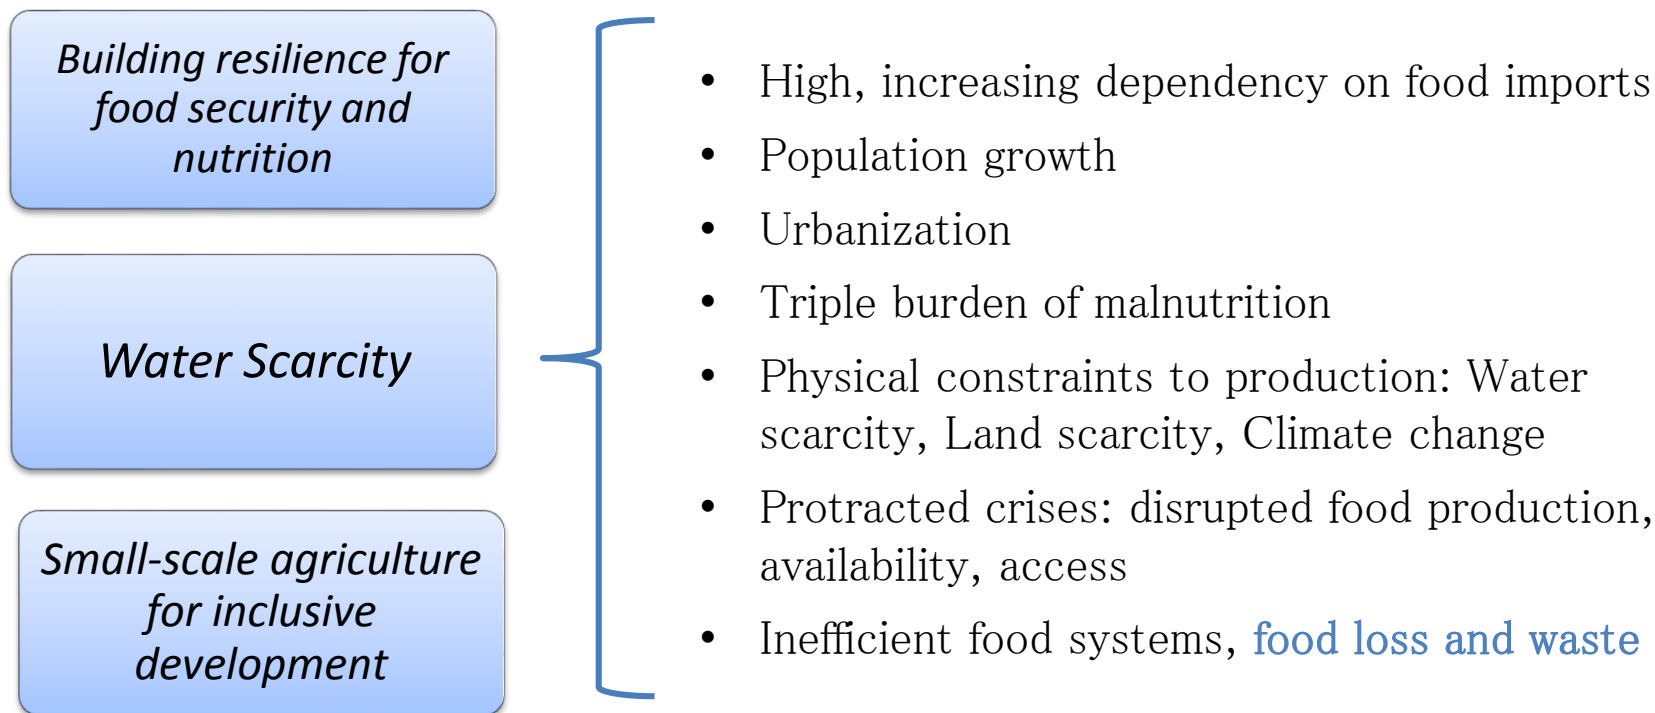 Building resilience for
food security and
nutrition
Water Scarcity
Small-scale agriculture
for inclusive
development
• High, increasing dependency on food imports
• Population growth
• Urbanization
• Triple burden of malnutrition
• Physical constraints to production: Water
scarcity, Land scarcity, Climate change
• Protracted crises: disrupted food production,
availability, access
• Inefficient food systems, food loss and waste